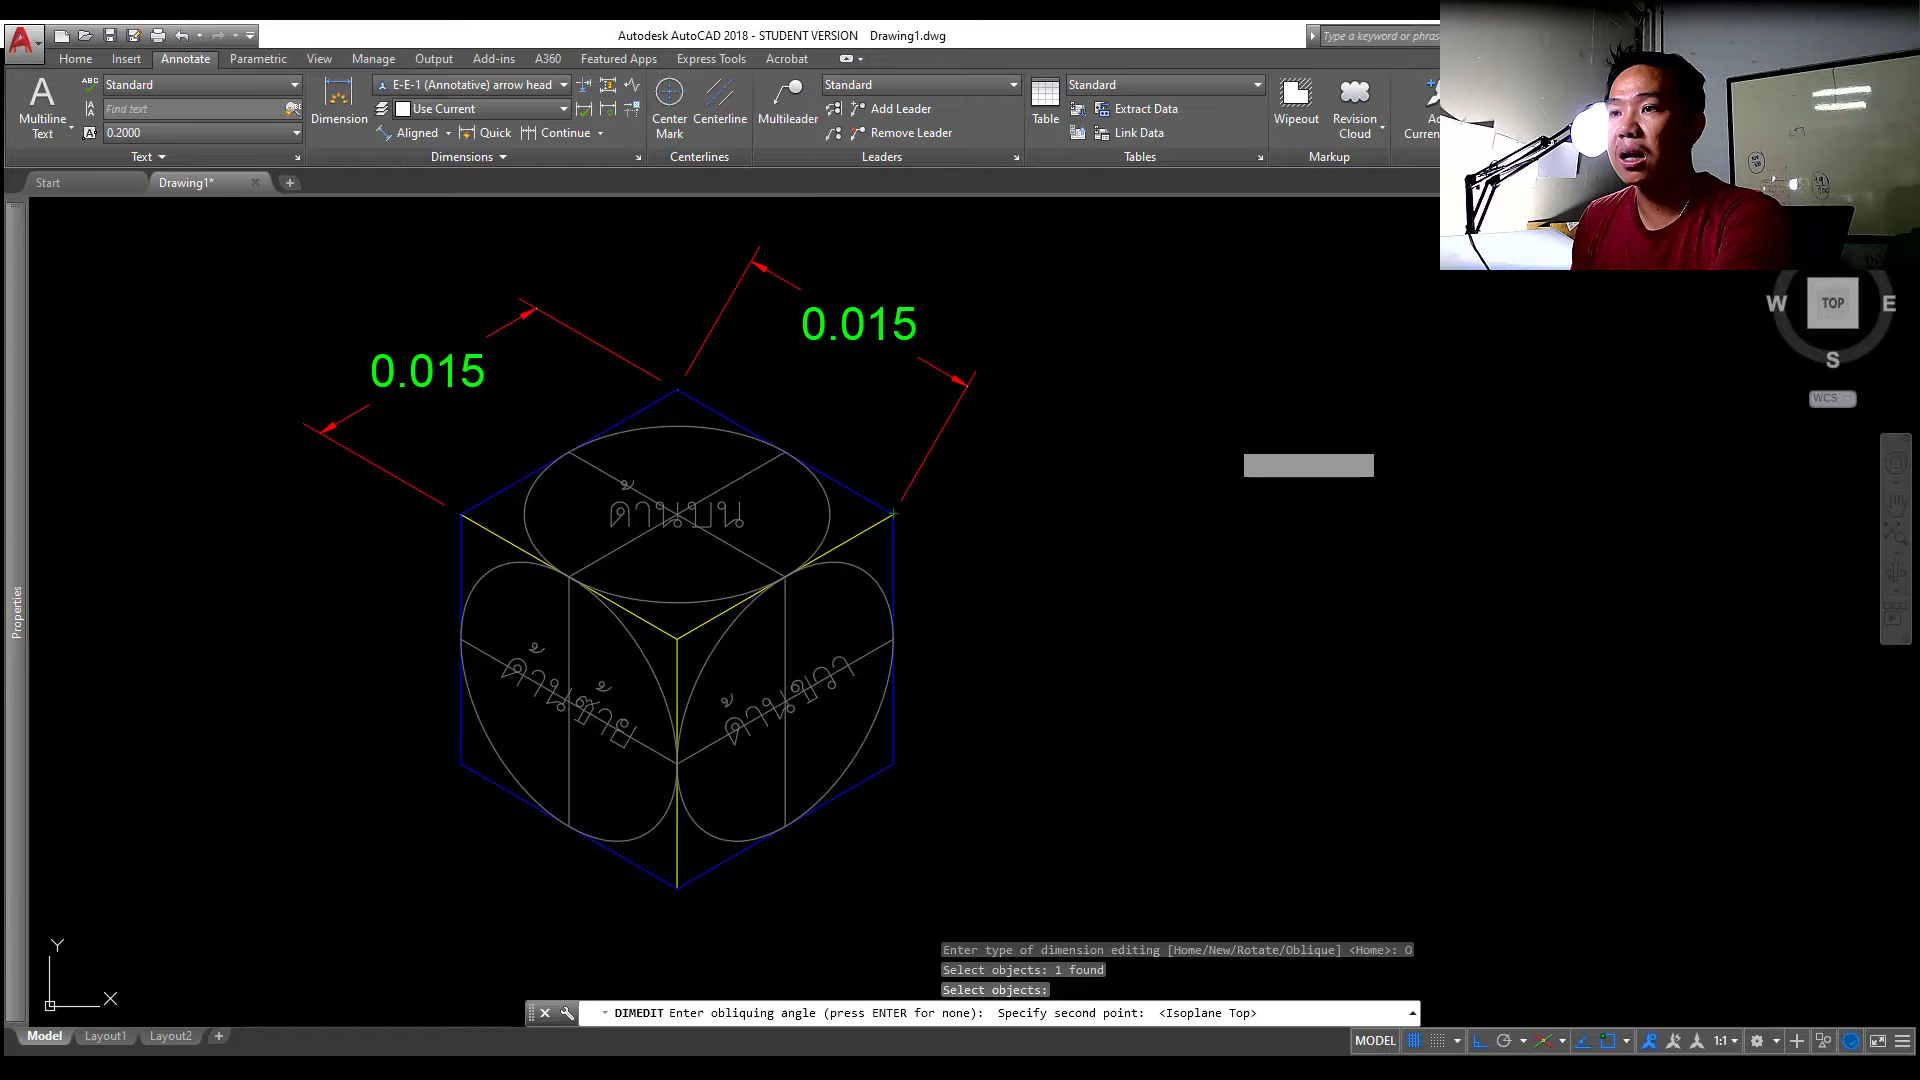 Autodesk AutoCAD 2018 - STUDENT VERSION Drawing1.dwg
Type a keyword or phras
Home Insert Annotate Parametric View Manage Output Add-ins A360 Featured Apps Express Tools Acrobat
Multiline Text
Standard
Find text
0.2000
Dimension
E-E-1 (Annotative) arrow head
Use Current
Aligned Quick Continue
Center Mark
Centerline
Multileader
Standard
Add Leader
Remove Leader
Table
Standard
Extract Data
Link Data
Wipeout
Revision Cloud
Text Dimensions Centerlines Leaders Tables Markup
Start Drawing1*
0.015
0.015
W TOP E
S
WCS
ด้านบน
ด้านซ้าย
ด้านขวา
Properties
Y
X
Enter type of dimension editing [Home/New/Rotate/Oblique] <Home>: O
Select objects: 1 found
Select objects:
DIMEDIT Enter obliquing angle (press ENTER for none): Specify second point: <Isoplane Top>
Model Layout1 Layout2
MODEL 1:1